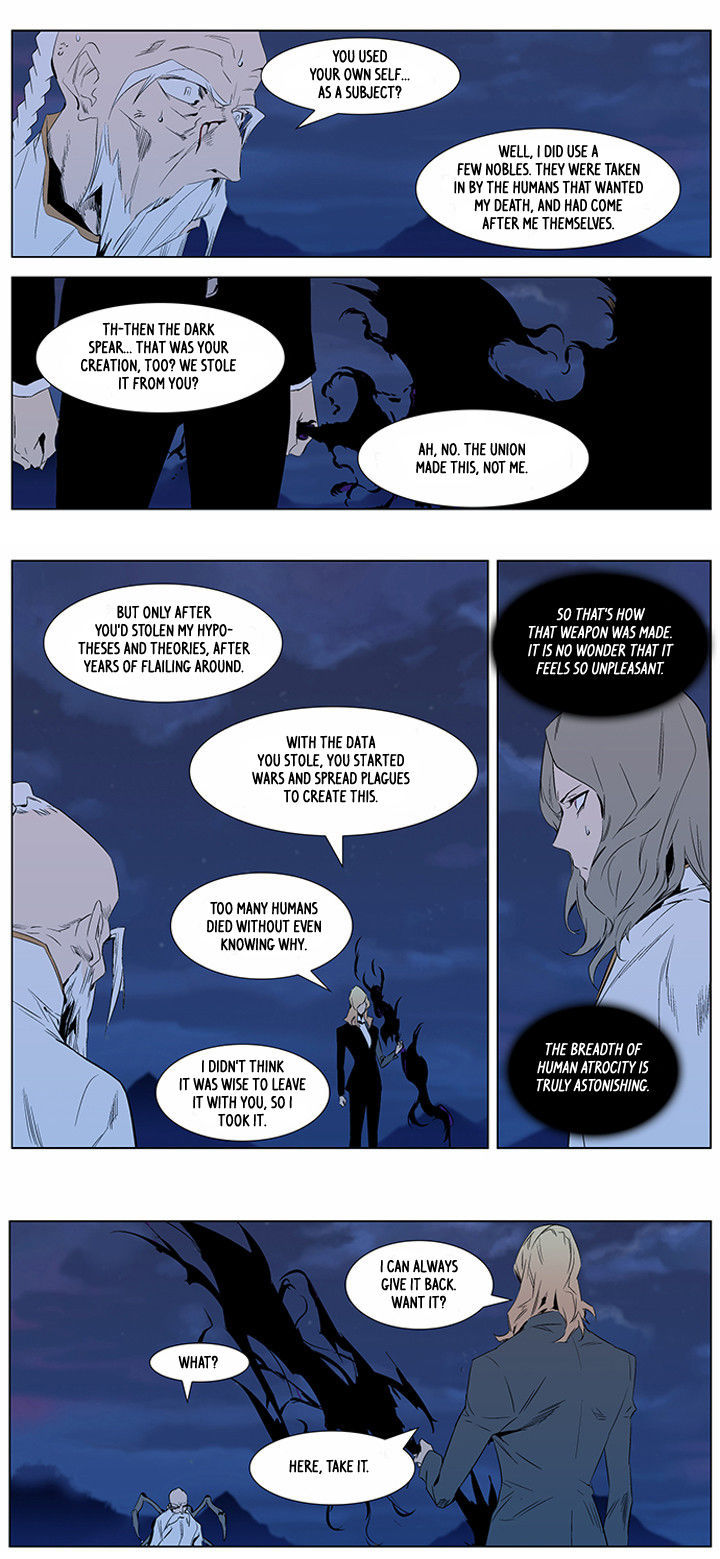 YOU USED
YOUR OWN SELF...
AS A SUBJECT?
WELL, I DID USE A
FEW NOBLES. THEY WERE TAKEN
IN BY THE HUMANS THAT WANTED
MY DEATH, AND HAD COME
AFTER ME THEMSELVES.
TH-THEN THE DARK
SPEAR... THAT WAS YOUR
CREATION, TOO? WE STOLE
IT FROM YOU?
AH, NO. THE UNION
MADE THIS, NOT ME.
BUT ONLY AFTER
YOU'D STOLEN MY HYPO-
THESES AND THEORIES, AFTER
YEARS OF FLAILING AROUND.
WITH THE DATA
YOU STOLE, YOU STARTED
WARS AND SPREAD PLAGUES
TO CREATE THIS.
TOO MANY HUMANS
DIED WITHOUT EVEN
KNOWING WHY.
I DIDN'T THINK
IT WAS WISE TO LEAVE
IT WITH YOU, SO I
TOOK IT.
SO THAT'S HOW
THAT WEAPON WAS MADE.
IT IS NO WONDER THAT IT
FEELS SO UNPLEASANT.
THE BREADTH OF
HUMAN ATROCITY IS
TRULY ASTONISHING.
I CAN ALWAYS
GIVE IT BACK.
WANT IT?
WHAT?
HERE, TAKE IT.